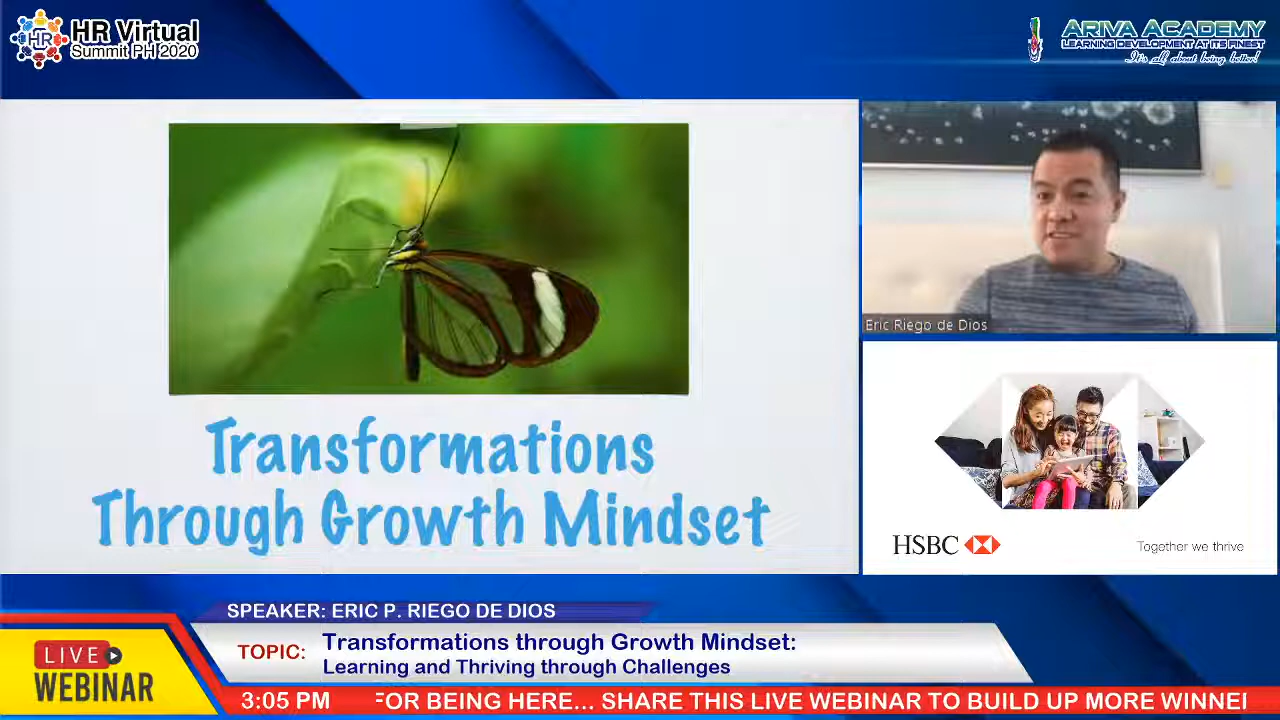 HR
HR Virtual
Summit PH 2020
ARIVA ACADEMY
LEARNING DEVELOPMENT AT ITS FINEST
It's all about being better!
Transformations
Through Growth Mindset
Eric Riego de Dios
HSBC
Together we thrive
SPEAKER: ERIC P. RIEGO DE DIOS
TOPIC: Transformations through Growth Mindset:
Learning and Thriving through Challenges
LIVE
WEBINAR
3:05 PM FOR BEING HERE... SHARE THIS LIVE WEBINAR TO BUILD UP MORE